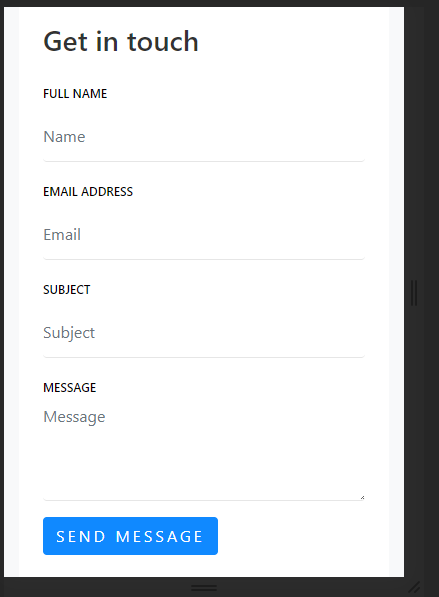 Get in touch
FULL NAME
Name
EMAIL ADDRESS
Email
SUBJECT
Subject
MESSAGE
Message
SEND MESSAGE